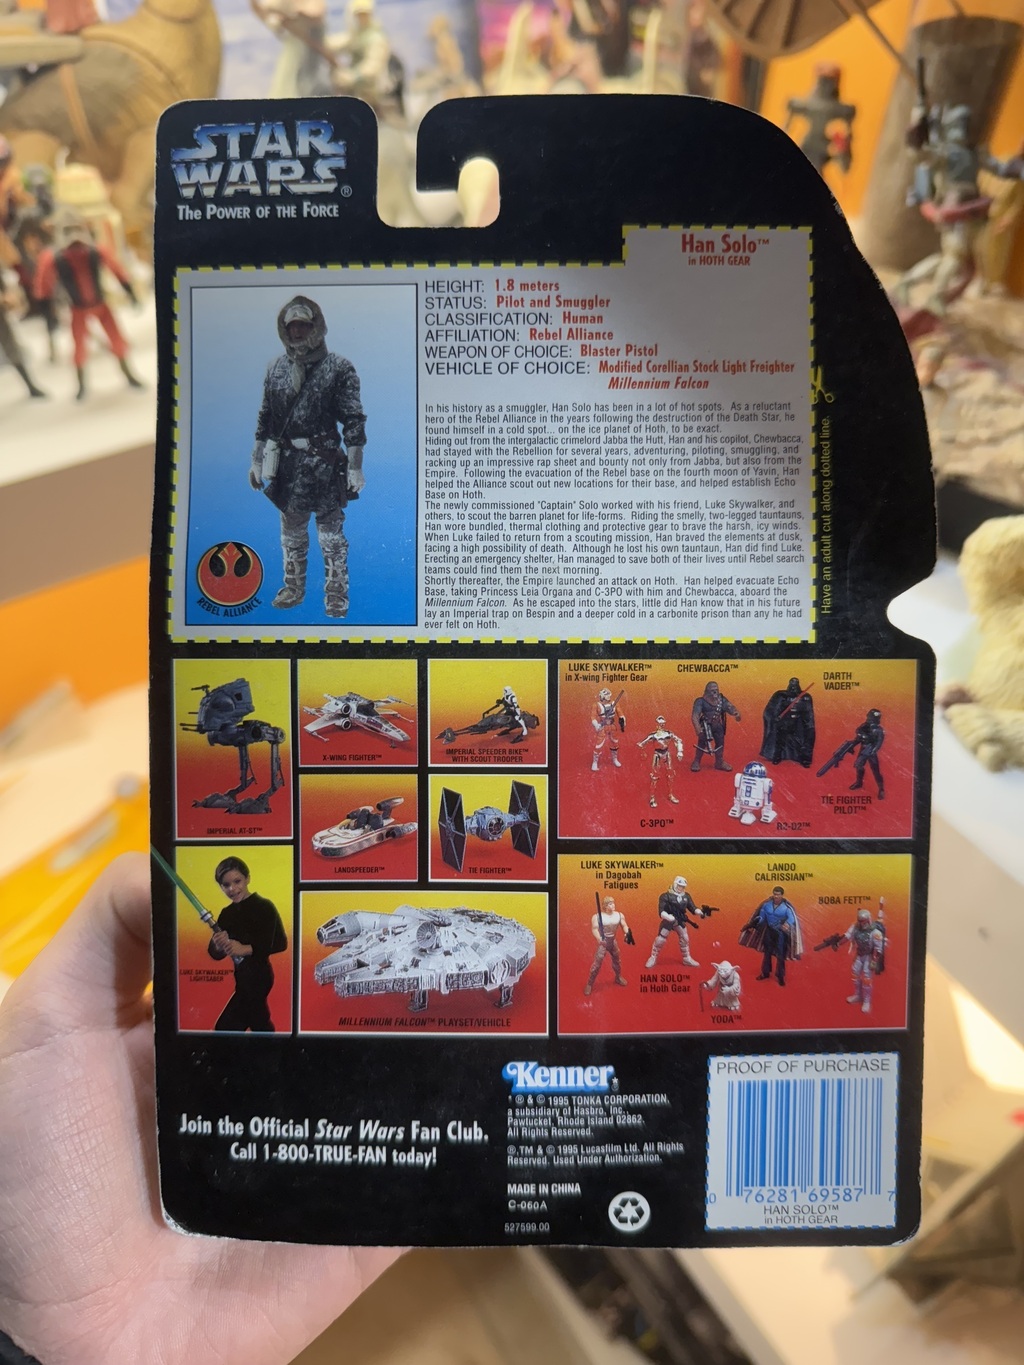 STAR
WARS®
THE POWER OF THE FORCE
Han Solo™
in HOTH GEAR
HEIGHT: 1.8 meters
STATUS: Pilot and Smuggler
CLASSIFICATION: Human
AFFILIATION: Rebel Alliance
WEAPON OF CHOICE: Blaster Pistol
VEHICLE OF CHOICE: Modified Corellian Stock Light Freighter
Millennium Falcon
In his history as a smuggler, Han Solo has been in a lot of hot spots. As a reluctant
hero of the Rebel Alliance in the years following the destruction of the Death Star, he
found himself in a cold spot... on the ice planet of Hoth, to be exact.
Hiding out from the intergalactic crimelord Jabba the Hutt, Han and his copilot, Chewbacca,
had stayed with the Rebellion for several years, adventuring, piloting, smuggling, and
racking up an impressive rap sheet and bounty not only from Jabba, but also from the
Empire. Following the evacuation of the Rebel base on the fourth moon of Yavin, Han
helped the Alliance scout out new locations for their base, and helped establish Echo
Base on Hoth.
The newly commissioned "Captain" Solo worked with his friend, Luke Skywalker, and
others, to scout the barren planet for life-forms. Riding the smelly, two-legged tauntauns,
Han wore bundled, thermal clothing and protective gear to brave the harsh, icy winds.
When Luke failed to return from a scouting mission, Han braved the elements at dusk,
facing a high possibility of death. Although he lost his own tauntaun, Han did find Luke.
Erecting an emergency shelter, Han managed to save both of their lives until Rebel search
teams could find them the next morning.
Shortly thereafter, the Empire launched an attack on Hoth. Han helped evacuate Echo
Base, taking Princess Leia Organa and C-3PO with him and Chewbacca, aboard the
Millennium Falcon. As he escaped into the stars, little did Han know that in his future
lay an Imperial trap on Bespin and a deeper cold in a carbonite prison than any he had
ever felt on Hoth.
REBEL ALLIANCE
Have an adult cut along dotted line.
IMPERIAL AT-ST™
X-WING FIGHTER™
IMPERIAL SPEEDER BIKE™
WITH SCOUT TROOPER
LANDSPEEDER™
TIE FIGHTER™
LUKE SKYWALKER™
LIGHTSABER
MILLENNIUM FALCON™ PLAYSET/VEHICLE
LUKE SKYWALKER™
in X-wing Fighter Gear
CHEWBACCA™
DARTH
VADER™
C-3PO™
R2-D2™
TIE FIGHTER
PILOT™
LUKE SKYWALKER™
in Dagobah
Fatigues
LANDO
CALRISSIAN™
BOBA FETT™
HAN SOLO™
in Hoth Gear
YODA™
Join the Official Star Wars Fan Club.
Call 1-800-TRUE-FAN today!
Kenner®
* ® & © 1995 TONKA CORPORATION,
a subsidiary of Hasbro, Inc.,
Pawtucket, Rhode Island 02862.
All Rights Reserved.
®,TM & © 1995 Lucasfilm Ltd. All Rights
Reserved. Used Under Authorization.
MADE IN CHINA
C-060A
527599.00
PROOF OF PURCHASE
0 76281 69587 7
HAN SOLO™
in HOTH GEAR